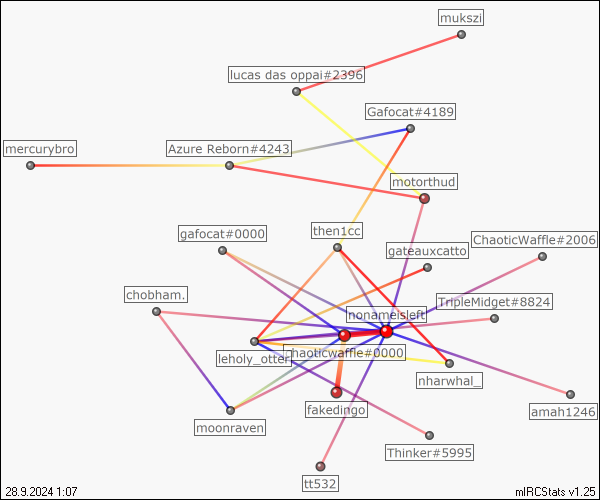 mukszi
lucas das oppai#2396
Gafocat#4189
mercurybro
Azure Reborn#4243
motorthud
gafocat#0000
then1cc
gateauxcatto
ChaoticWaffle#2006
chobham.
TripleMidget#8824
nonameisleft
leholy_otter
chaoticwaffle#0000
nharwhal_
fakedingo
moonraven
amah1246
Thinker#5995
tt532
28.9.2024 1:07
mIRCStats v1.25